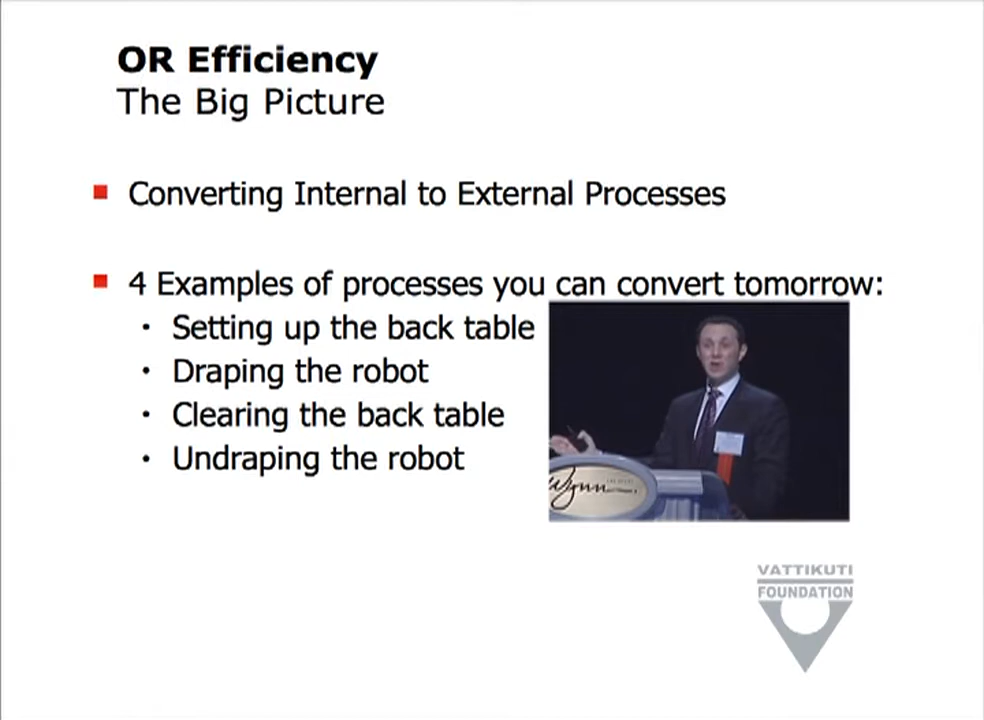 OR Efficiency
The Big Picture
Converting Internal to External Processes
4 Examples of processes you can convert tomorrow:
Setting up the back table
Draping the robot
Clearing the back table
Undraping the robot
Wynn
VATTIKUTI
FOUNDATION